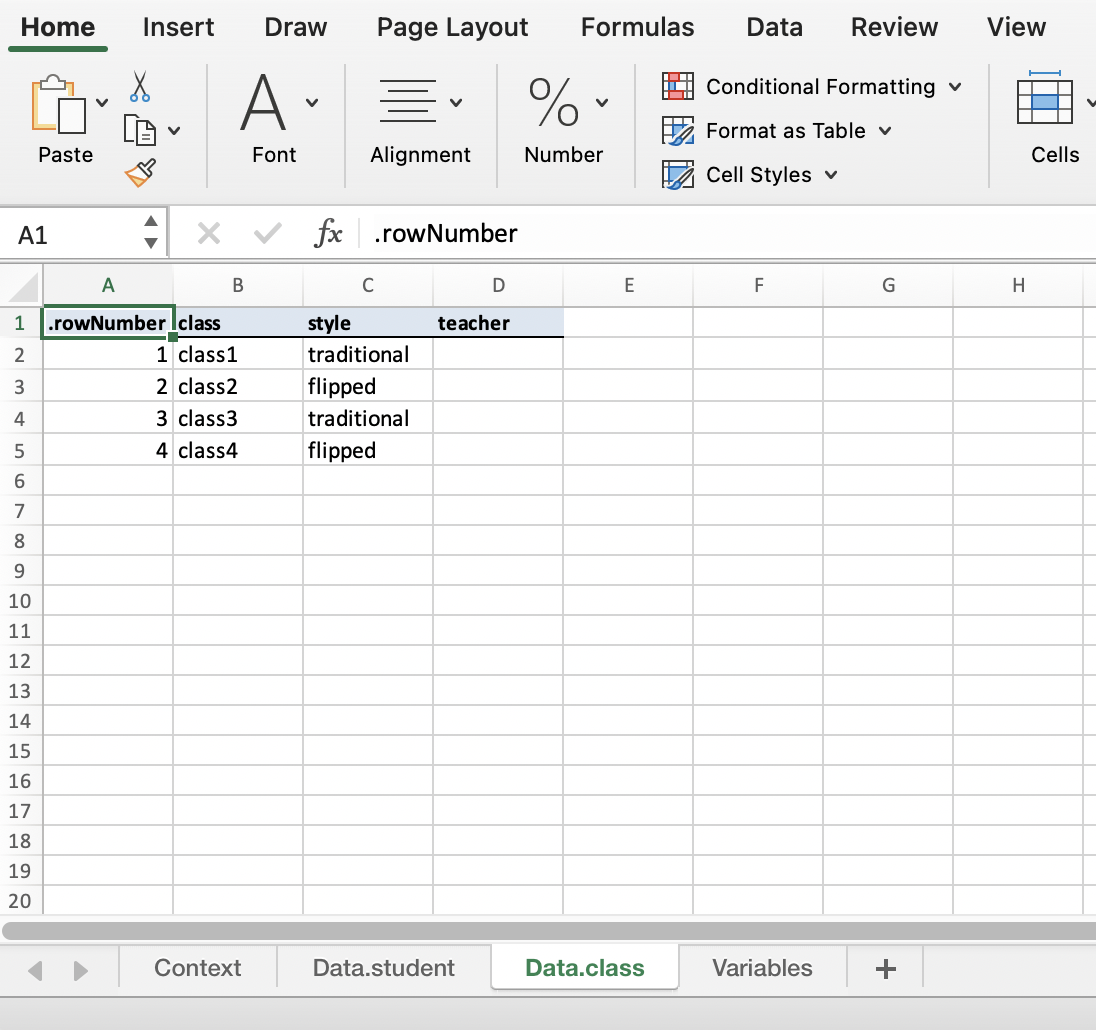 Home Insert Draw Page Layout Formulas Data Review View
Conditional Formatting
Format as Table
Cell Styles
Paste Font Alignment Number Cells
A1 fx .rowNumber
A B C D E F G H
1 .rowNumber class style teacher
2 1 class1 traditional
3 2 class2 flipped
4 3 class3 traditional
5 4 class4 flipped
6
7
8
9
10
11
12
13
14
15
16
17
18
19
20
Context Data.student Data.class Variables +